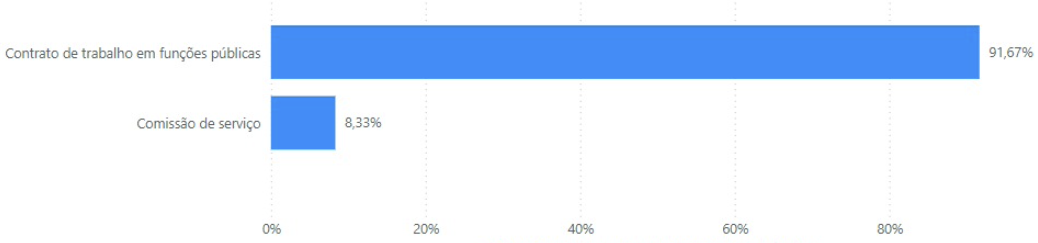 Contrato de trabalho em funções públicas 91,67%
Comissão de serviço 8,33%
0% 20% 40% 60% 80%